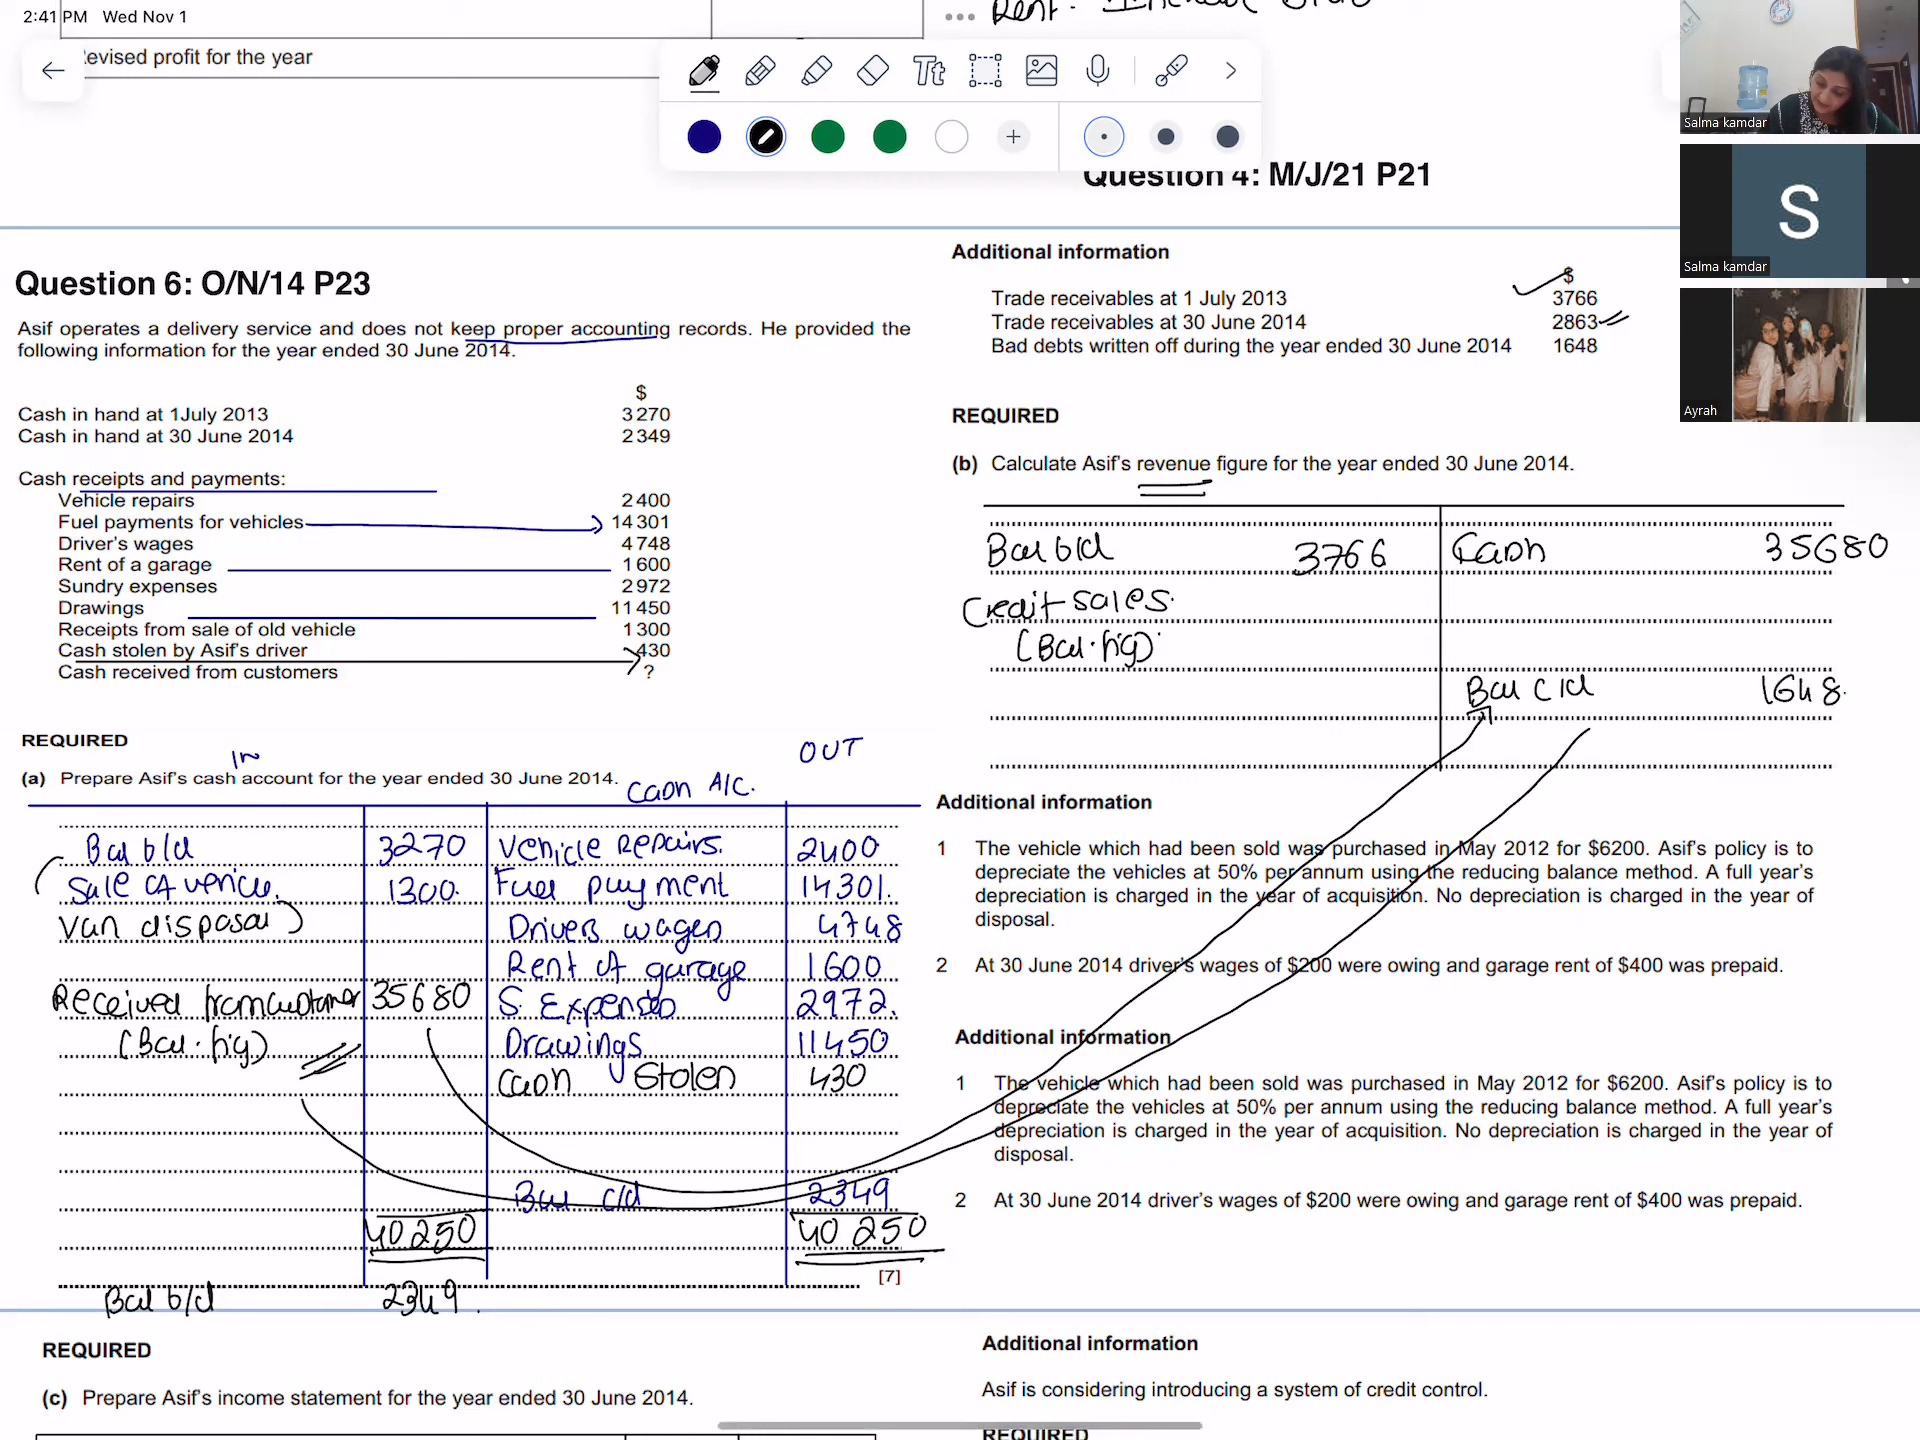 2:41 PM Wed Nov 1
Revised profit for the year
Rent.
Tt
Question 4: M/J/21 P21
Salma kamdar
S
Salma kamdar
Ayrah
Question 6: O/N/14 P23
Asif operates a delivery service and does not keep proper accounting records. He provided the
following information for the year ended 30 June 2014.
$
Cash in hand at 1July 2013 3270
Cash in hand at 30 June 2014 2349
Cash receipts and payments:
Vehicle repairs 2400
Fuel payments for vehicles 14301
Driver's wages 4748
Rent of a garage 1600
Sundry expenses 2972
Drawings 11450
Receipts from sale of old vehicle 1300
Cash stolen by Asif's driver 430
Cash received from customers ?
REQUIRED
IN OUT
(a) Prepare Asif's cash account for the year ended 30 June 2014.
Cash A/C.
Bal b/d 3270 Vehicle Repairs. 2400
Sale of vehicle. 1300. Fuel payment 14301.
Van disposal) Drivers wages 4748
Rent of garage 1600
Received from customer 35680 S. Expenses 2972.
(Bal. fig) Drawings 11450
Cash Stolen 430
Bal c/d 2349
40250 40 250
[7]
Bal b/d 2349.
Additional information
$
Trade receivables at 1 July 2013 3766
Trade receivables at 30 June 2014 2863
Bad debts written off during the year ended 30 June 2014 1648
REQUIRED
(b) Calculate Asif's revenue figure for the year ended 30 June 2014.
Bal b/d 3766 Cash 35680
Credit sales.
(Bal. fig)
Bal c/d 1648.
Additional information
1 The vehicle which had been sold was purchased in May 2012 for $6200. Asif's policy is to
depreciate the vehicles at 50% per annum using the reducing balance method. A full year's
depreciation is charged in the year of acquisition. No depreciation is charged in the year of
disposal.
2 At 30 June 2014 driver's wages of $200 were owing and garage rent of $400 was prepaid.
Additional information
1 The vehicle which had been sold was purchased in May 2012 for $6200. Asif's policy is to
depreciate the vehicles at 50% per annum using the reducing balance method. A full year's
depreciation is charged in the year of acquisition. No depreciation is charged in the year of
disposal.
2 At 30 June 2014 driver's wages of $200 were owing and garage rent of $400 was prepaid.
REQUIRED
(c) Prepare Asif's income statement for the year ended 30 June 2014.
Additional information
Asif is considering introducing a system of credit control.
REQUIRED